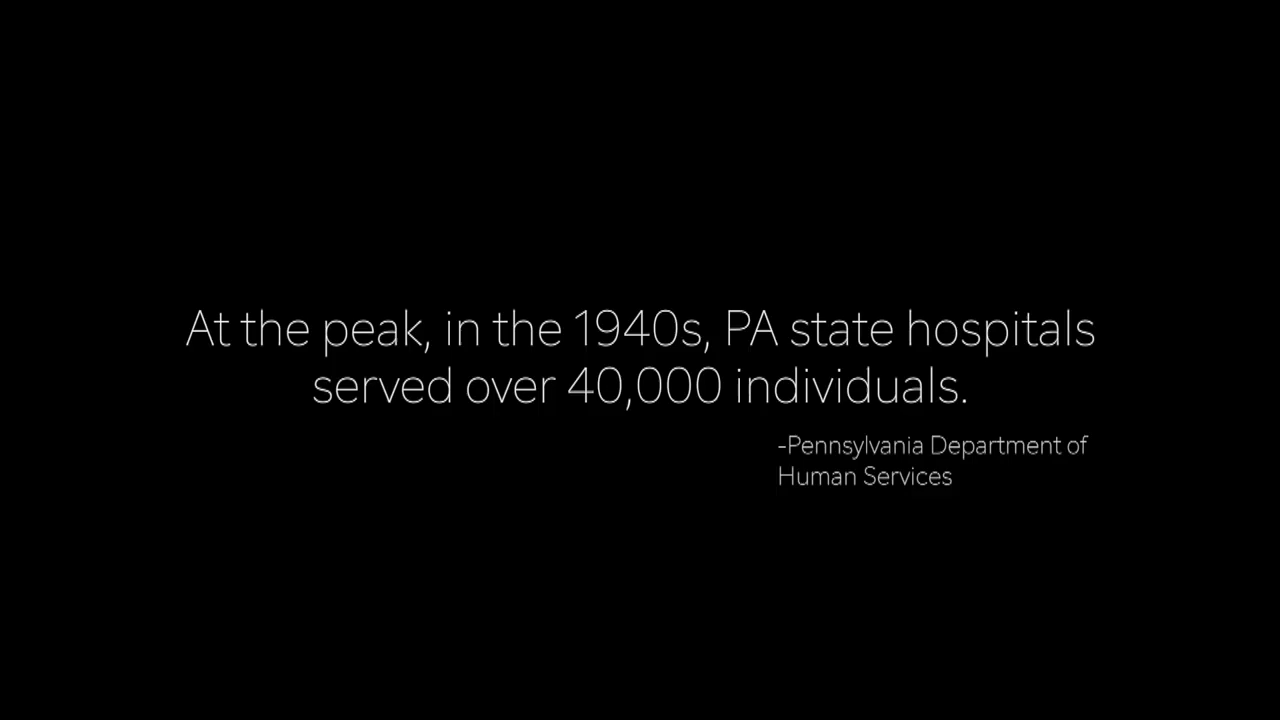 At the peak, in the 1940s, PA state hospitals
served over 40,000 individuals.
-Pennsylvania Department of
Human Services